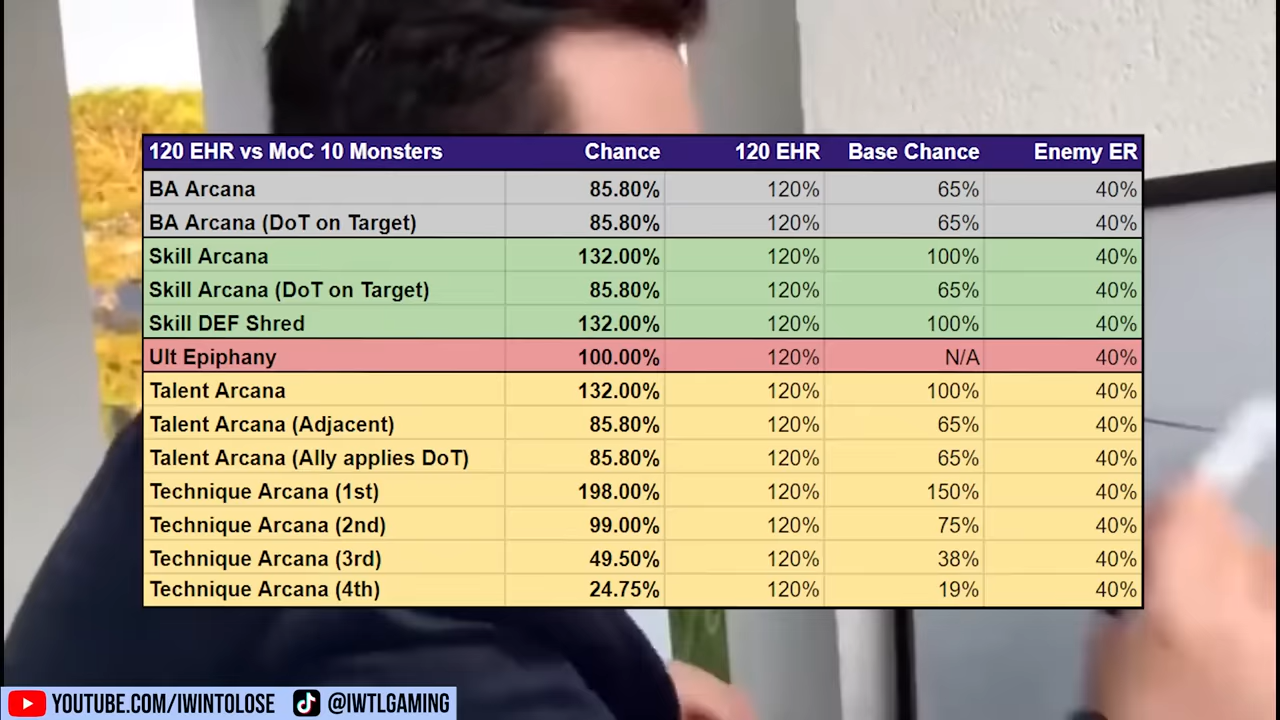 120 EHR vs MoC 10 Monsters Chance 120 EHR Base Chance Enemy ER
BA Arcana 85.80% 120% 65% 40%
BA Arcana (DoT on Target) 85.80% 120% 65% 40%
Skill Arcana 132.00% 120% 100% 40%
Skill Arcana (DoT on Target) 85.80% 120% 65% 40%
Skill DEF Shred 132.00% 120% 100% 40%
Ult Epiphany 100.00% 120% N/A 40%
Talent Arcana 132.00% 120% 100% 40%
Talent Arcana (Adjacent) 85.80% 120% 65% 40%
Talent Arcana (Ally applies DoT) 85.80% 120% 65% 40%
Technique Arcana (1st) 198.00% 120% 150% 40%
Technique Arcana (2nd) 99.00% 120% 75% 40%
Technique Arcana (3rd) 49.50% 120% 38% 40%
Technique Arcana (4th) 24.75% 120% 19% 40%
YOUTUBE.COM/IWINTOLOSE @IWTLGAMING